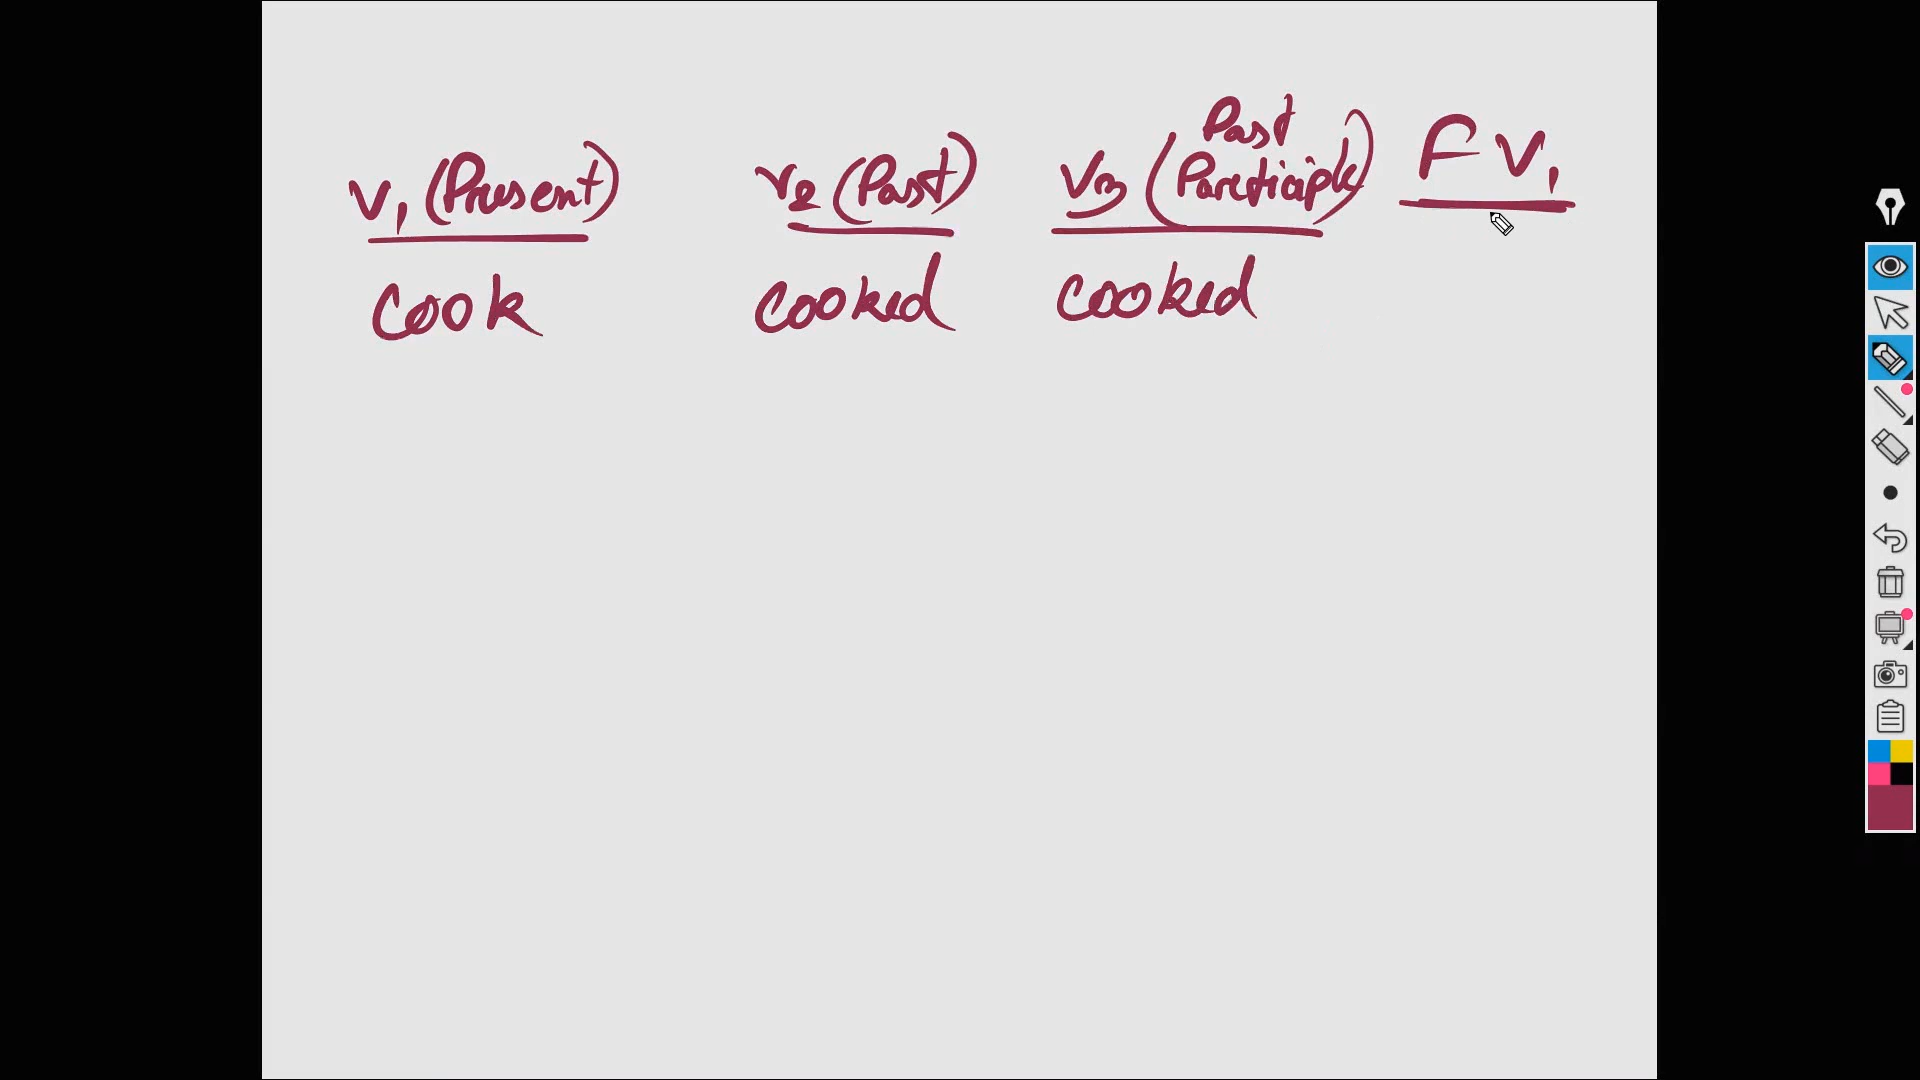 V1 (Present) V2 (Past) V3 (Past Participle) F V1
Cook Cooked Cooked